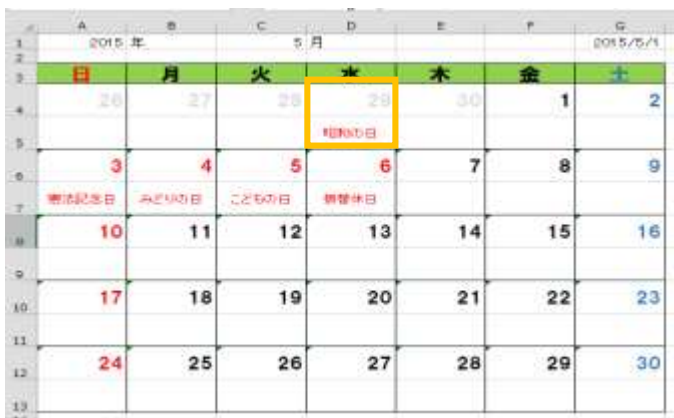 A B C D E F G
1 2015 年 5 月 2015/5/1
2
3 日 月 火 水 木 金 土
4 26 27 28 29 30 1 2
5 昭和の日
6 3 4 5 6 7 8 9
7 憲法記念日 みどりの日 こどもの日 振替休日
8 10 11 12 13 14 15 16
9
10 17 18 19 20 21 22 23
11
12 24 25 26 27 28 29 30
13